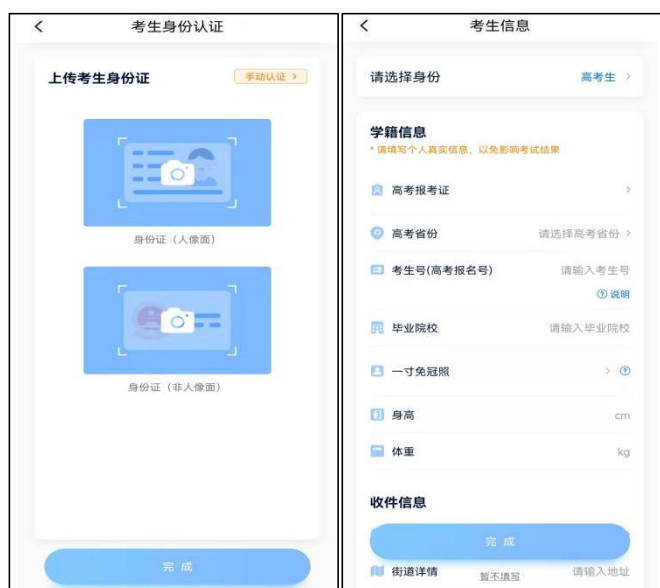 考生身份认证
上传考生身份证
手动认证 >
身份证（人像面）
身份证（非人像面）
完成
考生信息
请选择身份 高考生 >
学籍信息
* 请填写个人真实信息，以免影响考试结果
高考报考证 >
高考省份 请选择高考省份 >
考生号(高考报名号) 请输入考生号
? 说明
毕业院校 请输入毕业院校
一寸免冠照 > ?
身高 cm
体重 kg
收件信息
完成
街道详情 请输入地址
暂不填写